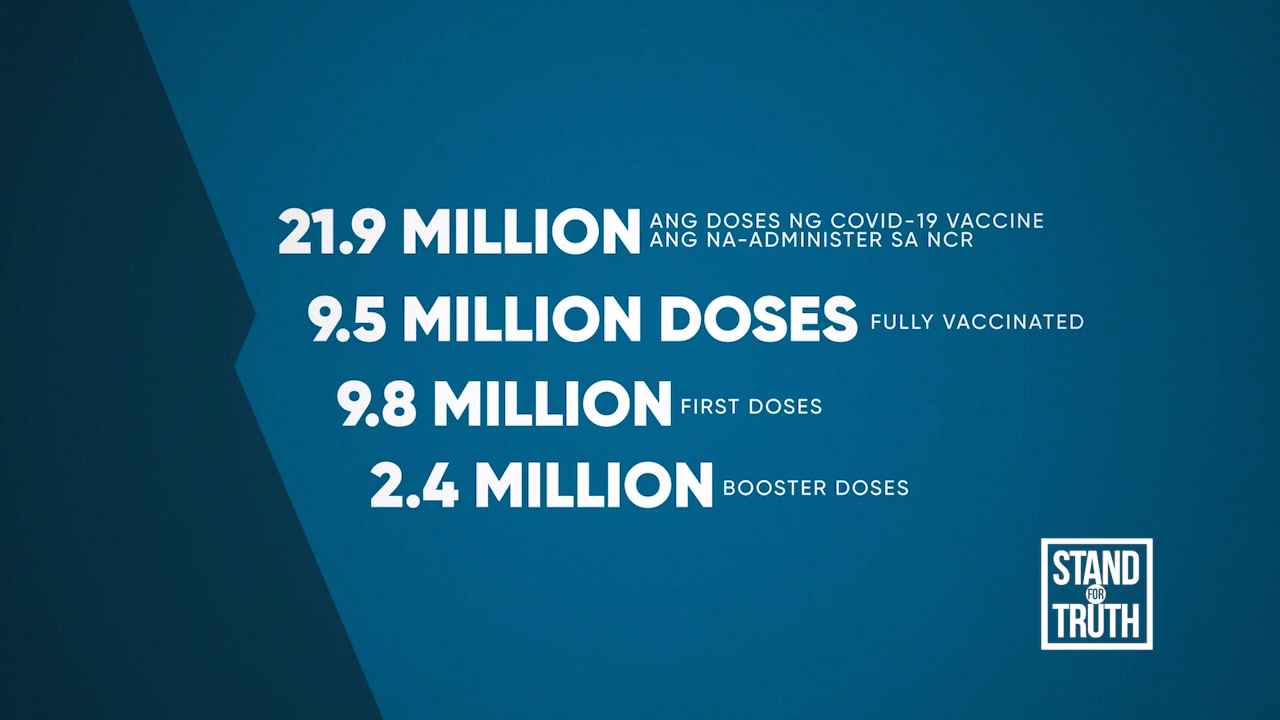 21.9 MILLION ANG DOSES NG COVID-19 VACCINE
ANG NA-ADMINISTER SA NCR
9.5 MILLION DOSES FULLY VACCINATED
9.8 MILLION FIRST DOSES
2.4 MILLION BOOSTER DOSES
STAND
FOR
TRUTH